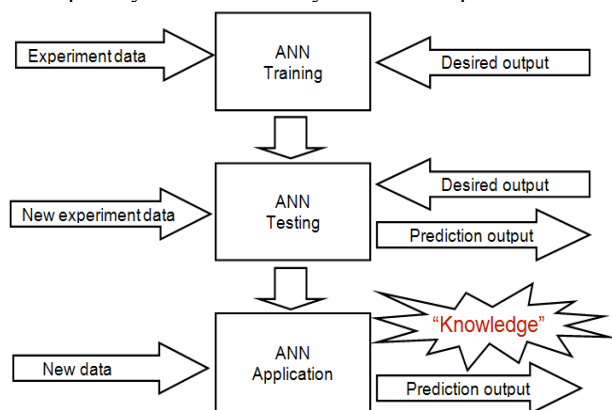 Experiment data
ANN
Training
Desired output
New experiment data
ANN
Testing
Desired output
Prediction output
"Knowledge"
New data
ANN
Application
Prediction output